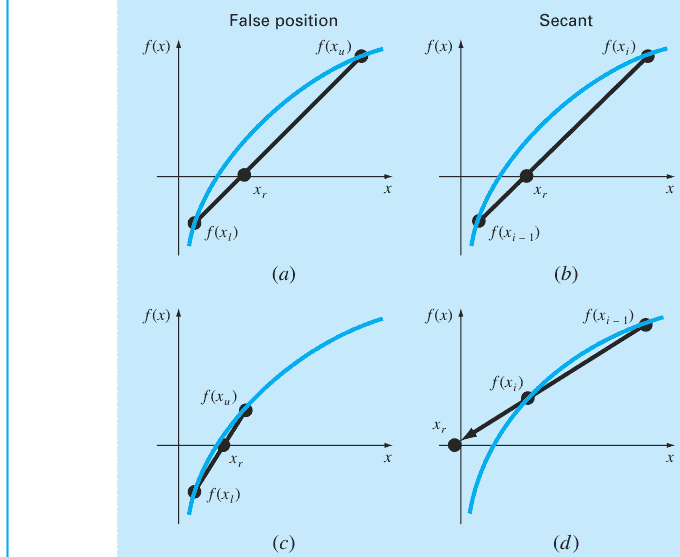 False position
Secant
f(x)
f(x_u)
f(x)
f(x_i)
x_r
x
x_r
x
f(x_l)
f(x_{i – 1})
(a)
(b)
f(x)
f(x)
f(x_{i – 1})
f(x_u)
f(x_i)
x_r
x_r
x
x
f(x_l)
(c)
(d)